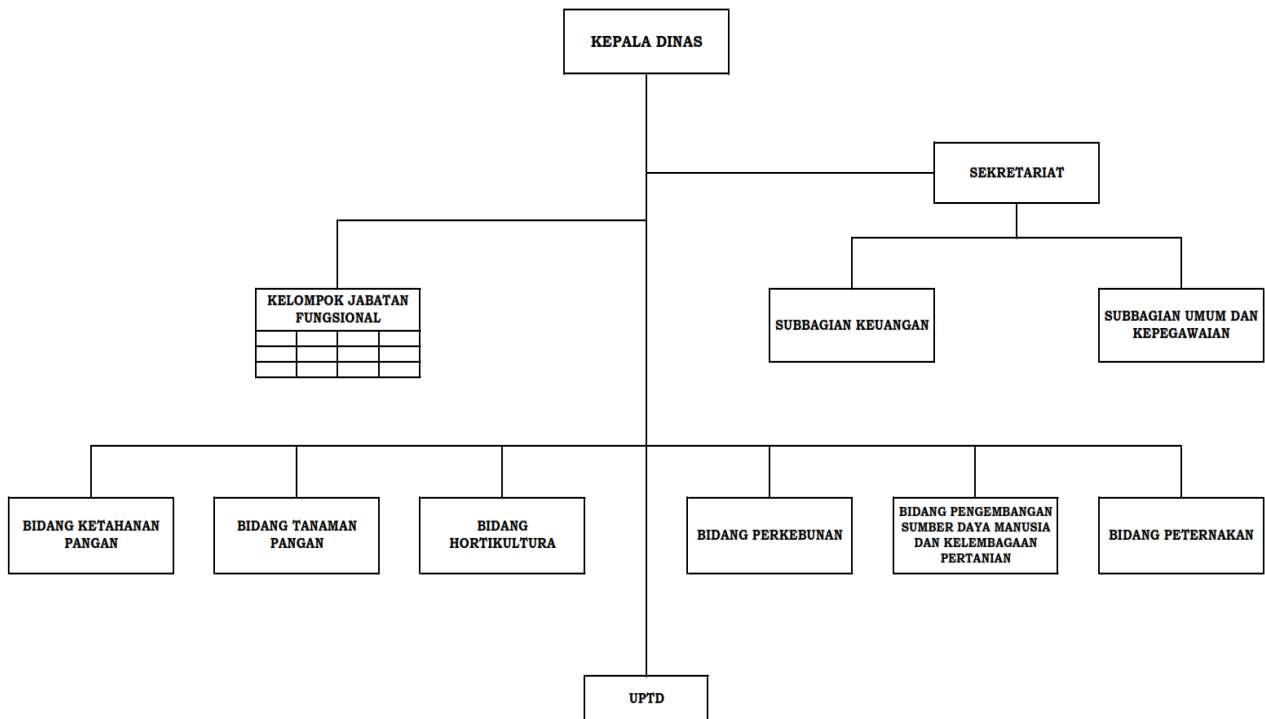 KEPALA DINAS
SEKRETARIAT
KELOMPOK JABATAN
FUNGSIONAL
SUBBAGIAN KEUANGAN
SUBBAGIAN UMUM DAN
KEPEGAWAIAN
BIDANG KETAHANAN
PANGAN
BIDANG TANAMAN
PANGAN
BIDANG
HORTIKULTURA
BIDANG PERKEBUNAN
BIDANG PENGEMBANGAN
SUMBER DAYA MANUSIA
DAN KELEMBAGAAN
PERTANIAN
BIDANG PETERNAKAN
UPTD